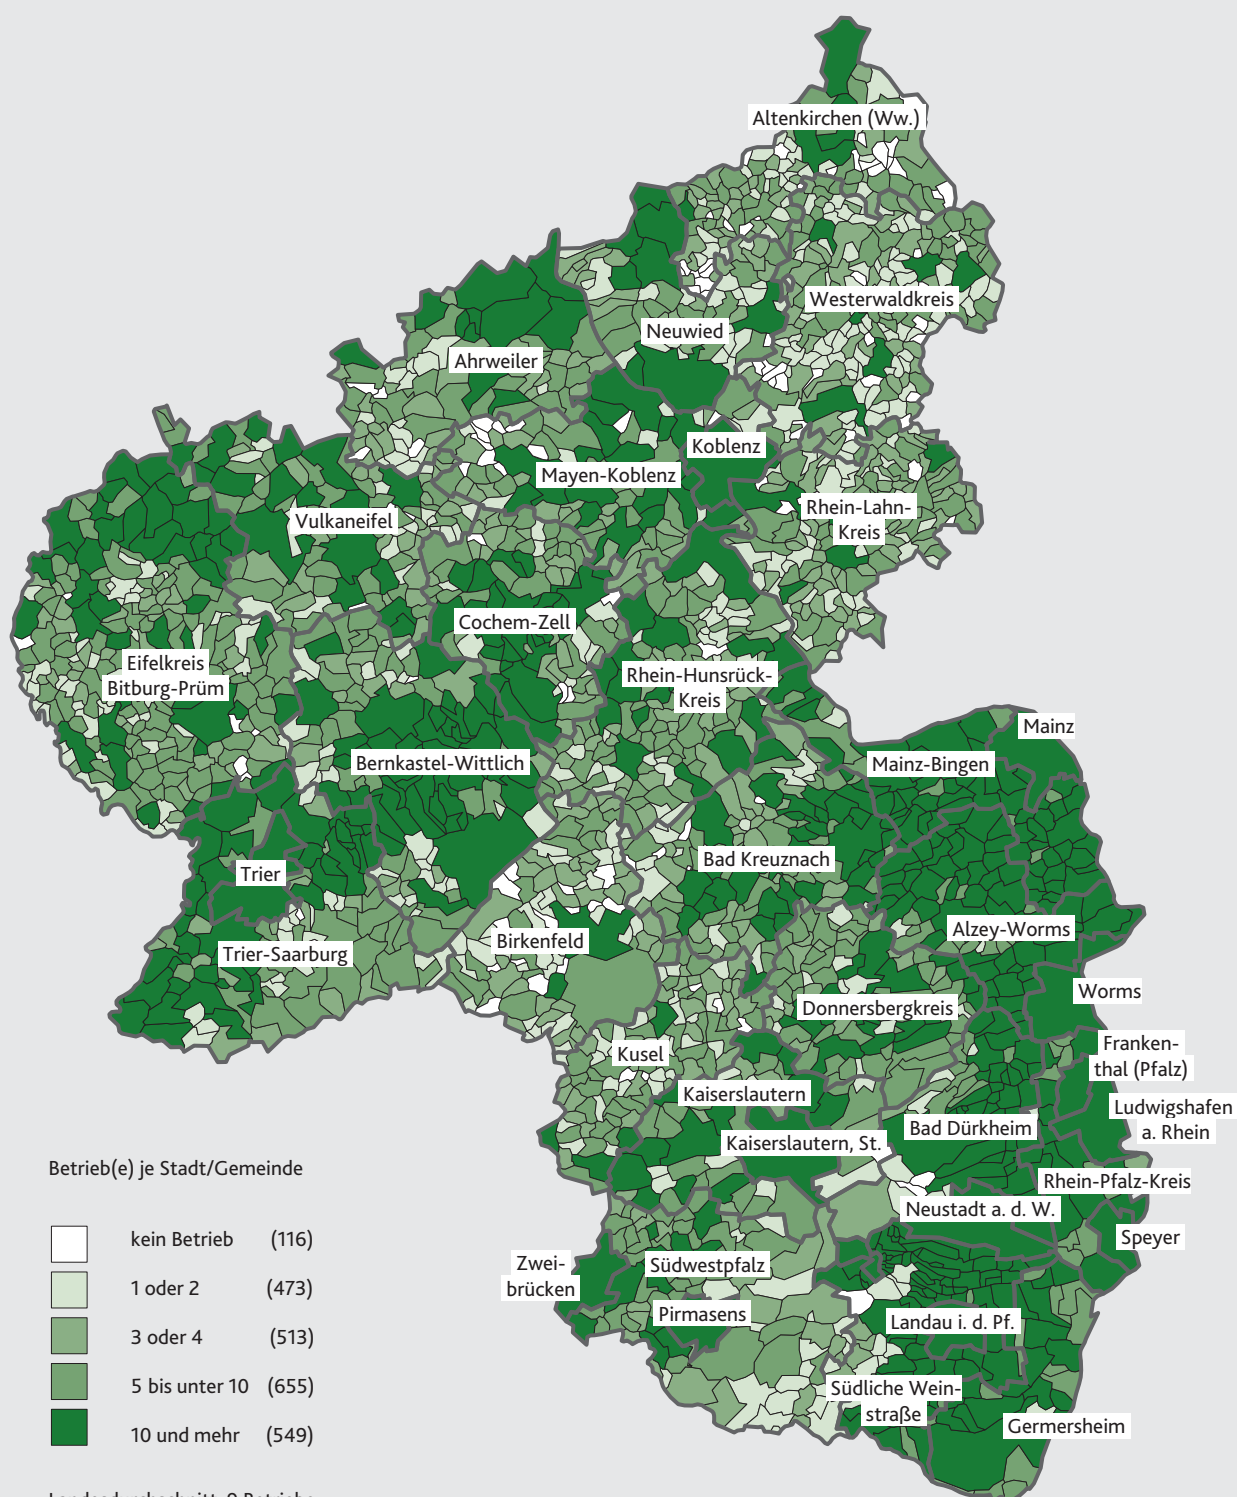 Altenkirchen (Ww.)
Westerwaldkreis
Neuwied
Ahrweiler
Koblenz
Mayen-Koblenz
Rhein-Lahn-
Kreis
Vulkaneifel
Cochem-Zell
Eifelkreis
Bitburg-Prüm
Rhein-Hunsrück-
Kreis
Mainz
Mainz-Bingen
Bernkastel-Wittlich
Bad Kreuznach
Trier
Alzey-Worms
Birkenfeld
Trier-Saarburg
Worms
Donnersbergkreis
Franken-
thal (Pfalz)
Kusel
Kaiserslautern
Ludwigshafen
a. Rhein
Bad Dürkheim
Kaiserslautern, St.
Rhein-Pfalz-Kreis
Neustadt a. d. W.
Speyer
Zwei-
brücken
Südwestpfalz
Pirmasens
Landau i. d. Pf.
Südliche Wein-
straße
Germersheim
Betrieb(e) je Stadt/Gemeinde
kein Betrieb (116)
1 oder 2 (473)
3 oder 4 (513)
5 bis unter 10 (655)
10 und mehr (549)